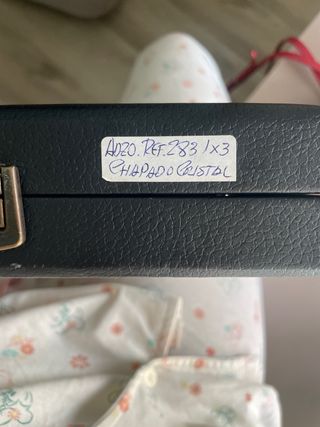 ADZO. REF. 283 1x3
CHAPADO CRISTAL